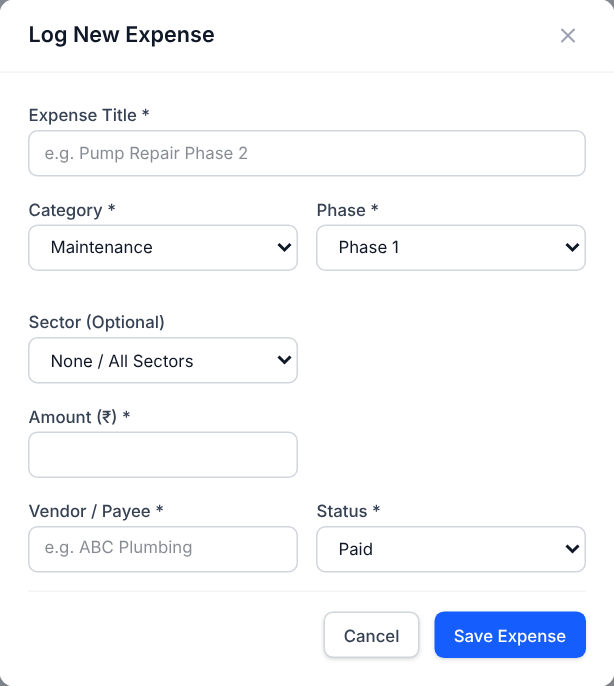 Log New Expense
Expense Title *
e.g. Pump Repair Phase 2
Category *
Phase *
Maintenance
Phase 1
Sector (Optional)
None / All Sectors
Amount (₹) *
Vendor / Payee *
Status *
e.g. ABC Plumbing
Paid
Cancel
Save Expense